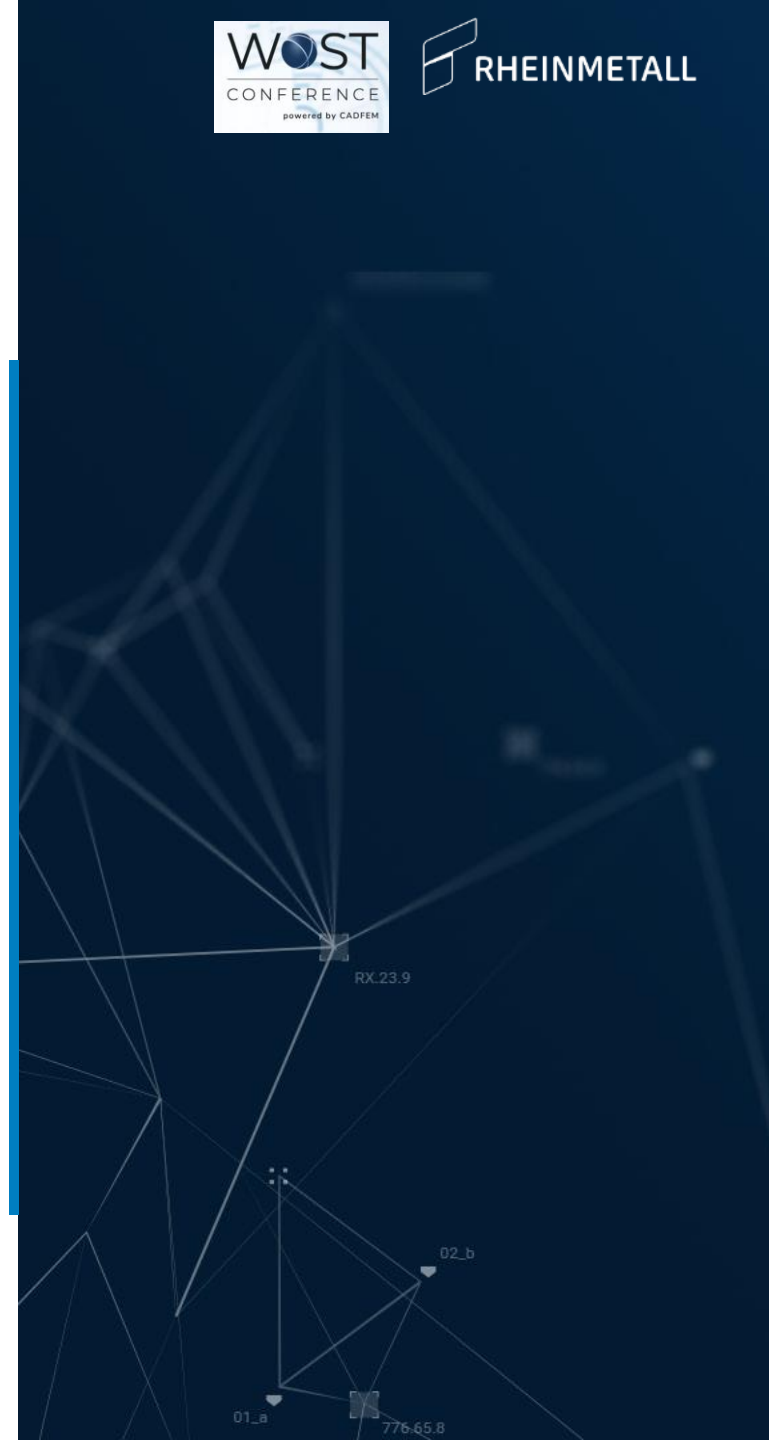 WOST
CONFERENCE
powered by CADFEM
RHEINMETALL
RX.23.9
02_b
01_a
776.65.8